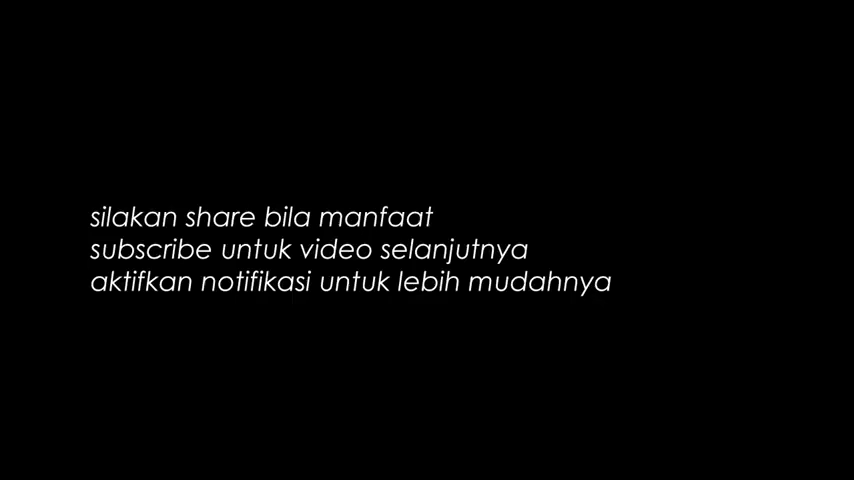 silakan share bila manfaat
subscribe untuk video selanjutnya
aktifkan notifikasi untuk lebih mudahnya